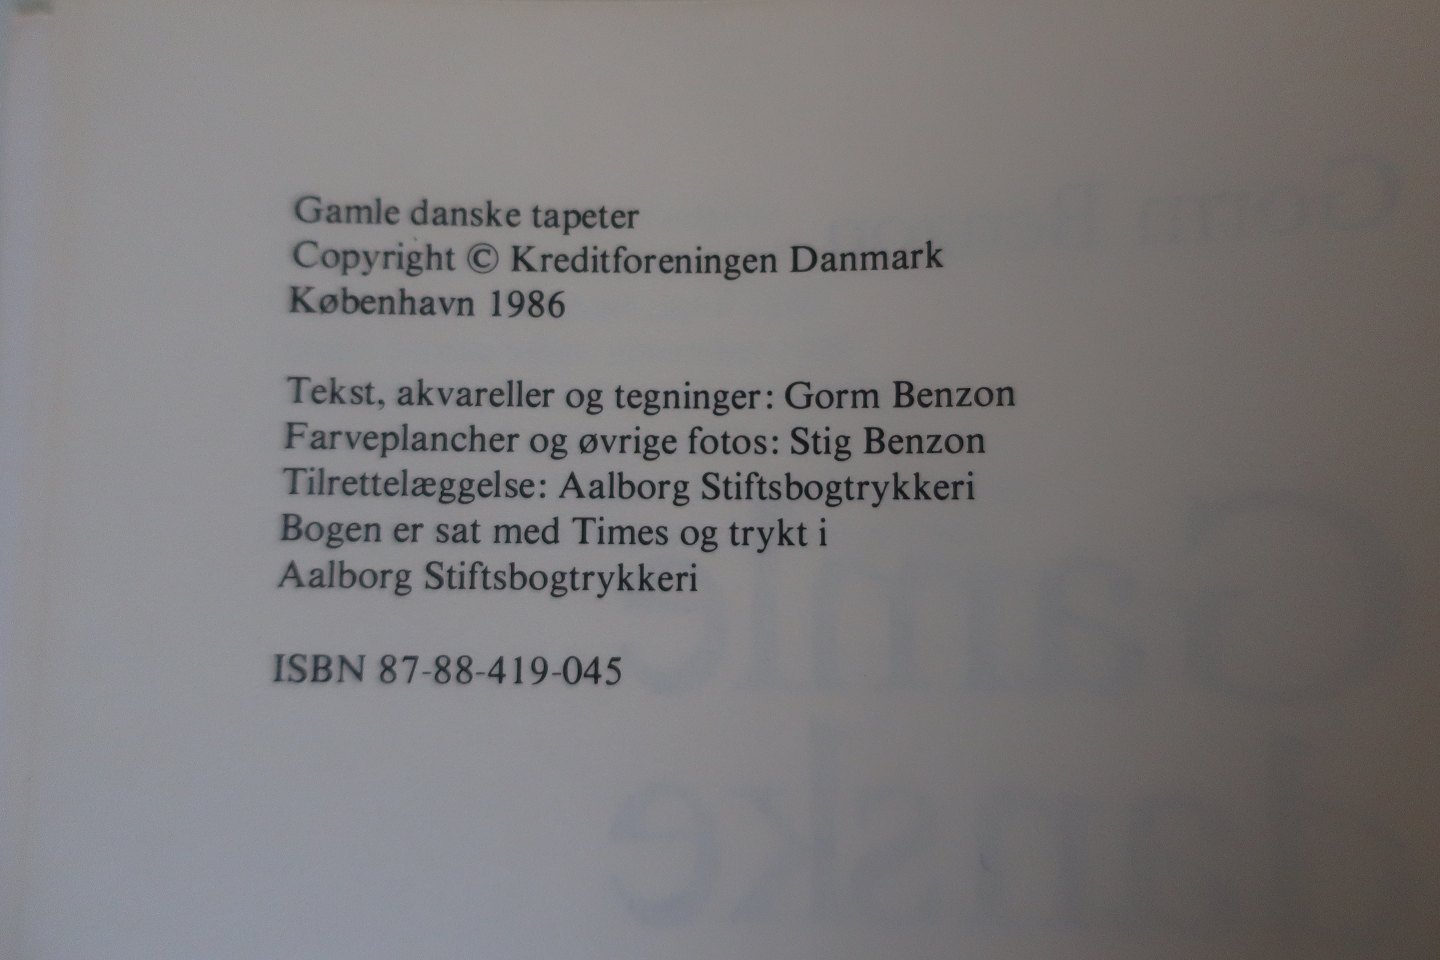 Gamle danske tapeter
Copyright © Kreditforeningen Danmark
København 1986
Tekst, akvareller og tegninger: Gorm Benzon
Farveplancher og øvrige fotos: Stig Benzon
Tilrettelæggelse: Aalborg Stiftsbogtrykkeri
Bogen er sat med Times og trykt i
Aalborg Stiftsbogtrykkeri
ISBN 87-88-419-045